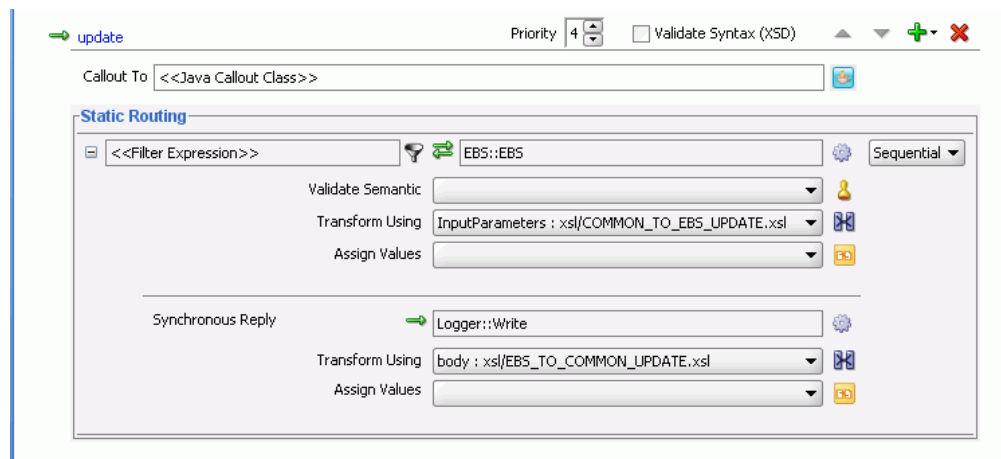 update Priority 4 Validate Syntax (XSD)
Callout To <<Java Callout Class>>
Static Routing
<<Filter Expression>> EBS::EBS Sequential
Validate Semantic
Transform Using InputParameters : xsl/COMMON_TO_EBS_UPDATE.xsl
Assign Values
Synchronous Reply Logger::Write
Transform Using body : xsl/EBS_TO_COMMON_UPDATE.xsl
Assign Values